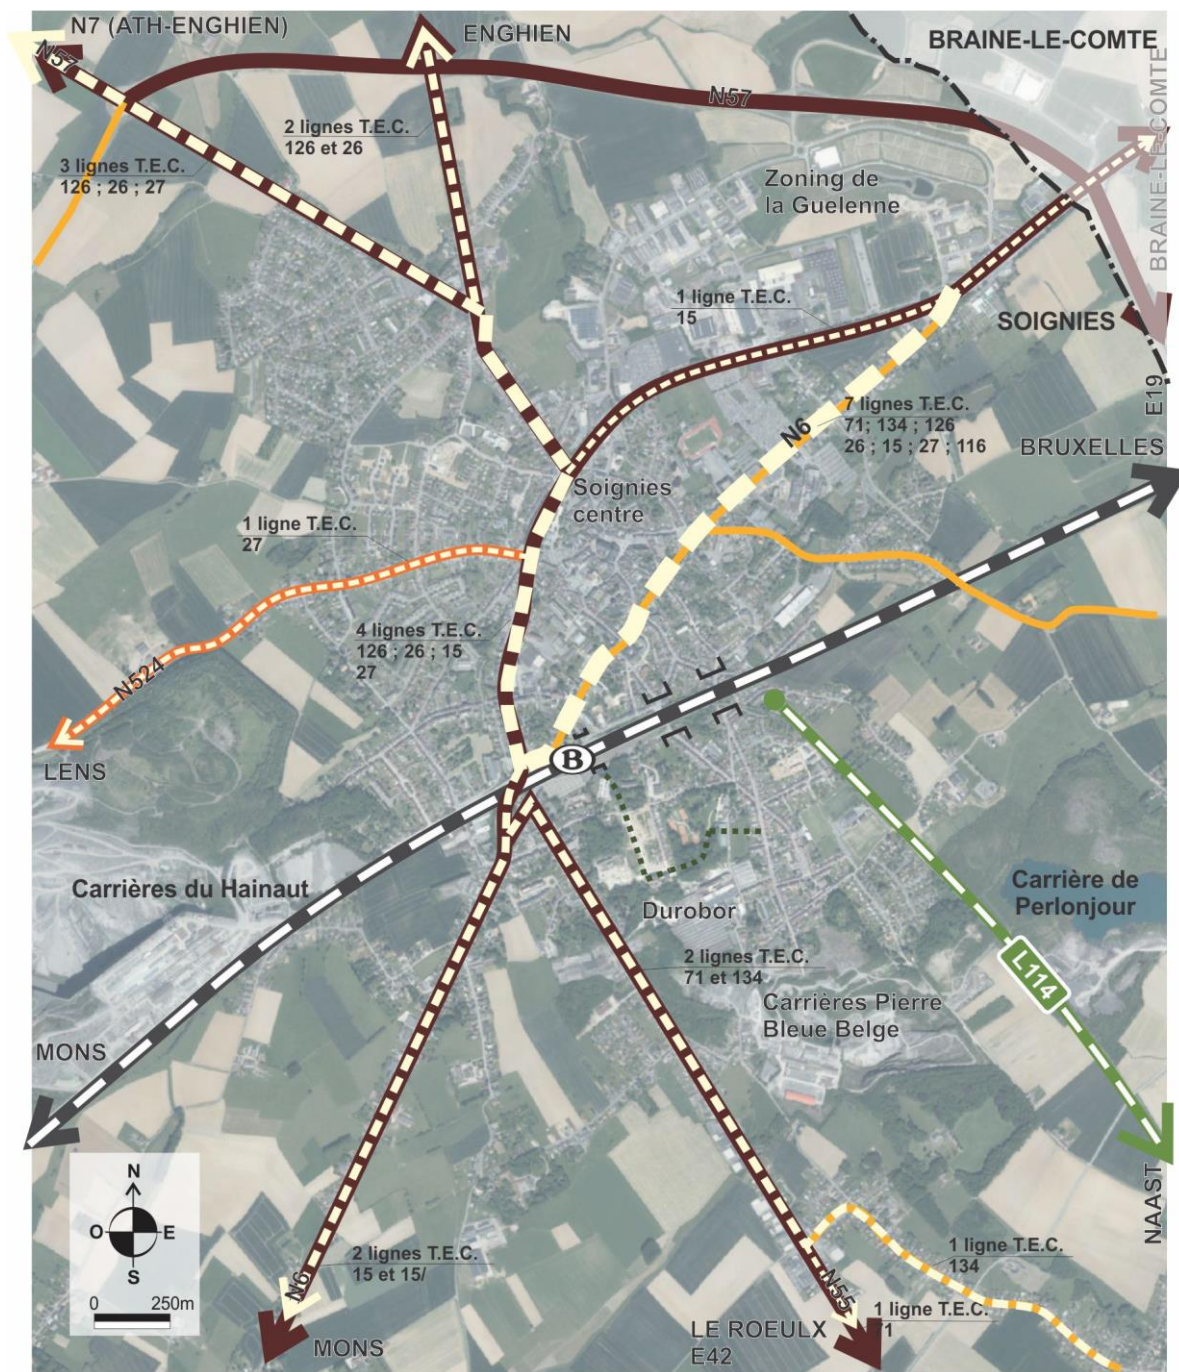 N7 (ATH-ENGHIEN)
ENGHIEN
BRAINE-LE-COMTE
N57
N57
2 lignes T.E.C.
126 et 26
3 lignes T.E.C.
126 ; 26 ; 27
Zoning de
la Guelenne
BRAINE-LE-COMTE
1 ligne T.E.C.
15
SOIGNIES
E19
7 lignes T.E.C.
71; 134 ; 126
26 ; 15 ; 27 ; 116
N6
BRUXELLES
Soignies
centre
1 ligne T.E.C.
27
4 lignes T.E.C.
126 ; 26 ; 15
27
N524
LENS
B
Carrières du Hainaut
Carrière de
Perlonjour
Durobor
2 lignes T.E.C.
71 et 134
L114
Carrières Pierre
Bleue Belge
MONS
NAAST
N
O
E
S
0
250m
2 lignes T.E.C.
15 et 15/
N6
1 ligne T.E.C.
134
N55
1 ligne T.E.C.
71
MONS
LE ROEULX
E42